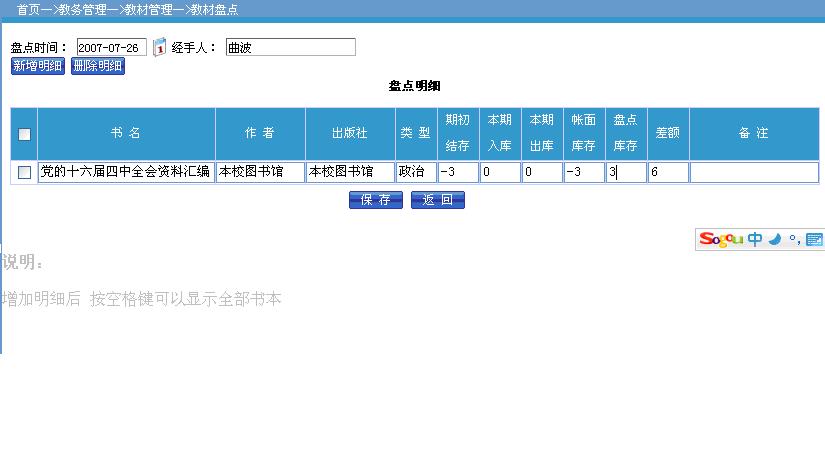 首页—>教务管理—>教材管理—>教材盘点
盘点时间： 2007-07-26 1 经手人： 曲波
新增明细 删除明细
盘点明细
书 名 作 者 出版社 类 型 期初结存 本期入库 本期出库 帐面库存 盘点库存 差额 备 注
党的十六届四中全会资料汇编 本校图书馆 本校图书馆 政治 -3 0 0 -3 3 6
保 存 返 回
Sogou 中
说明：
增加明细后 按空格键可以显示全部书本